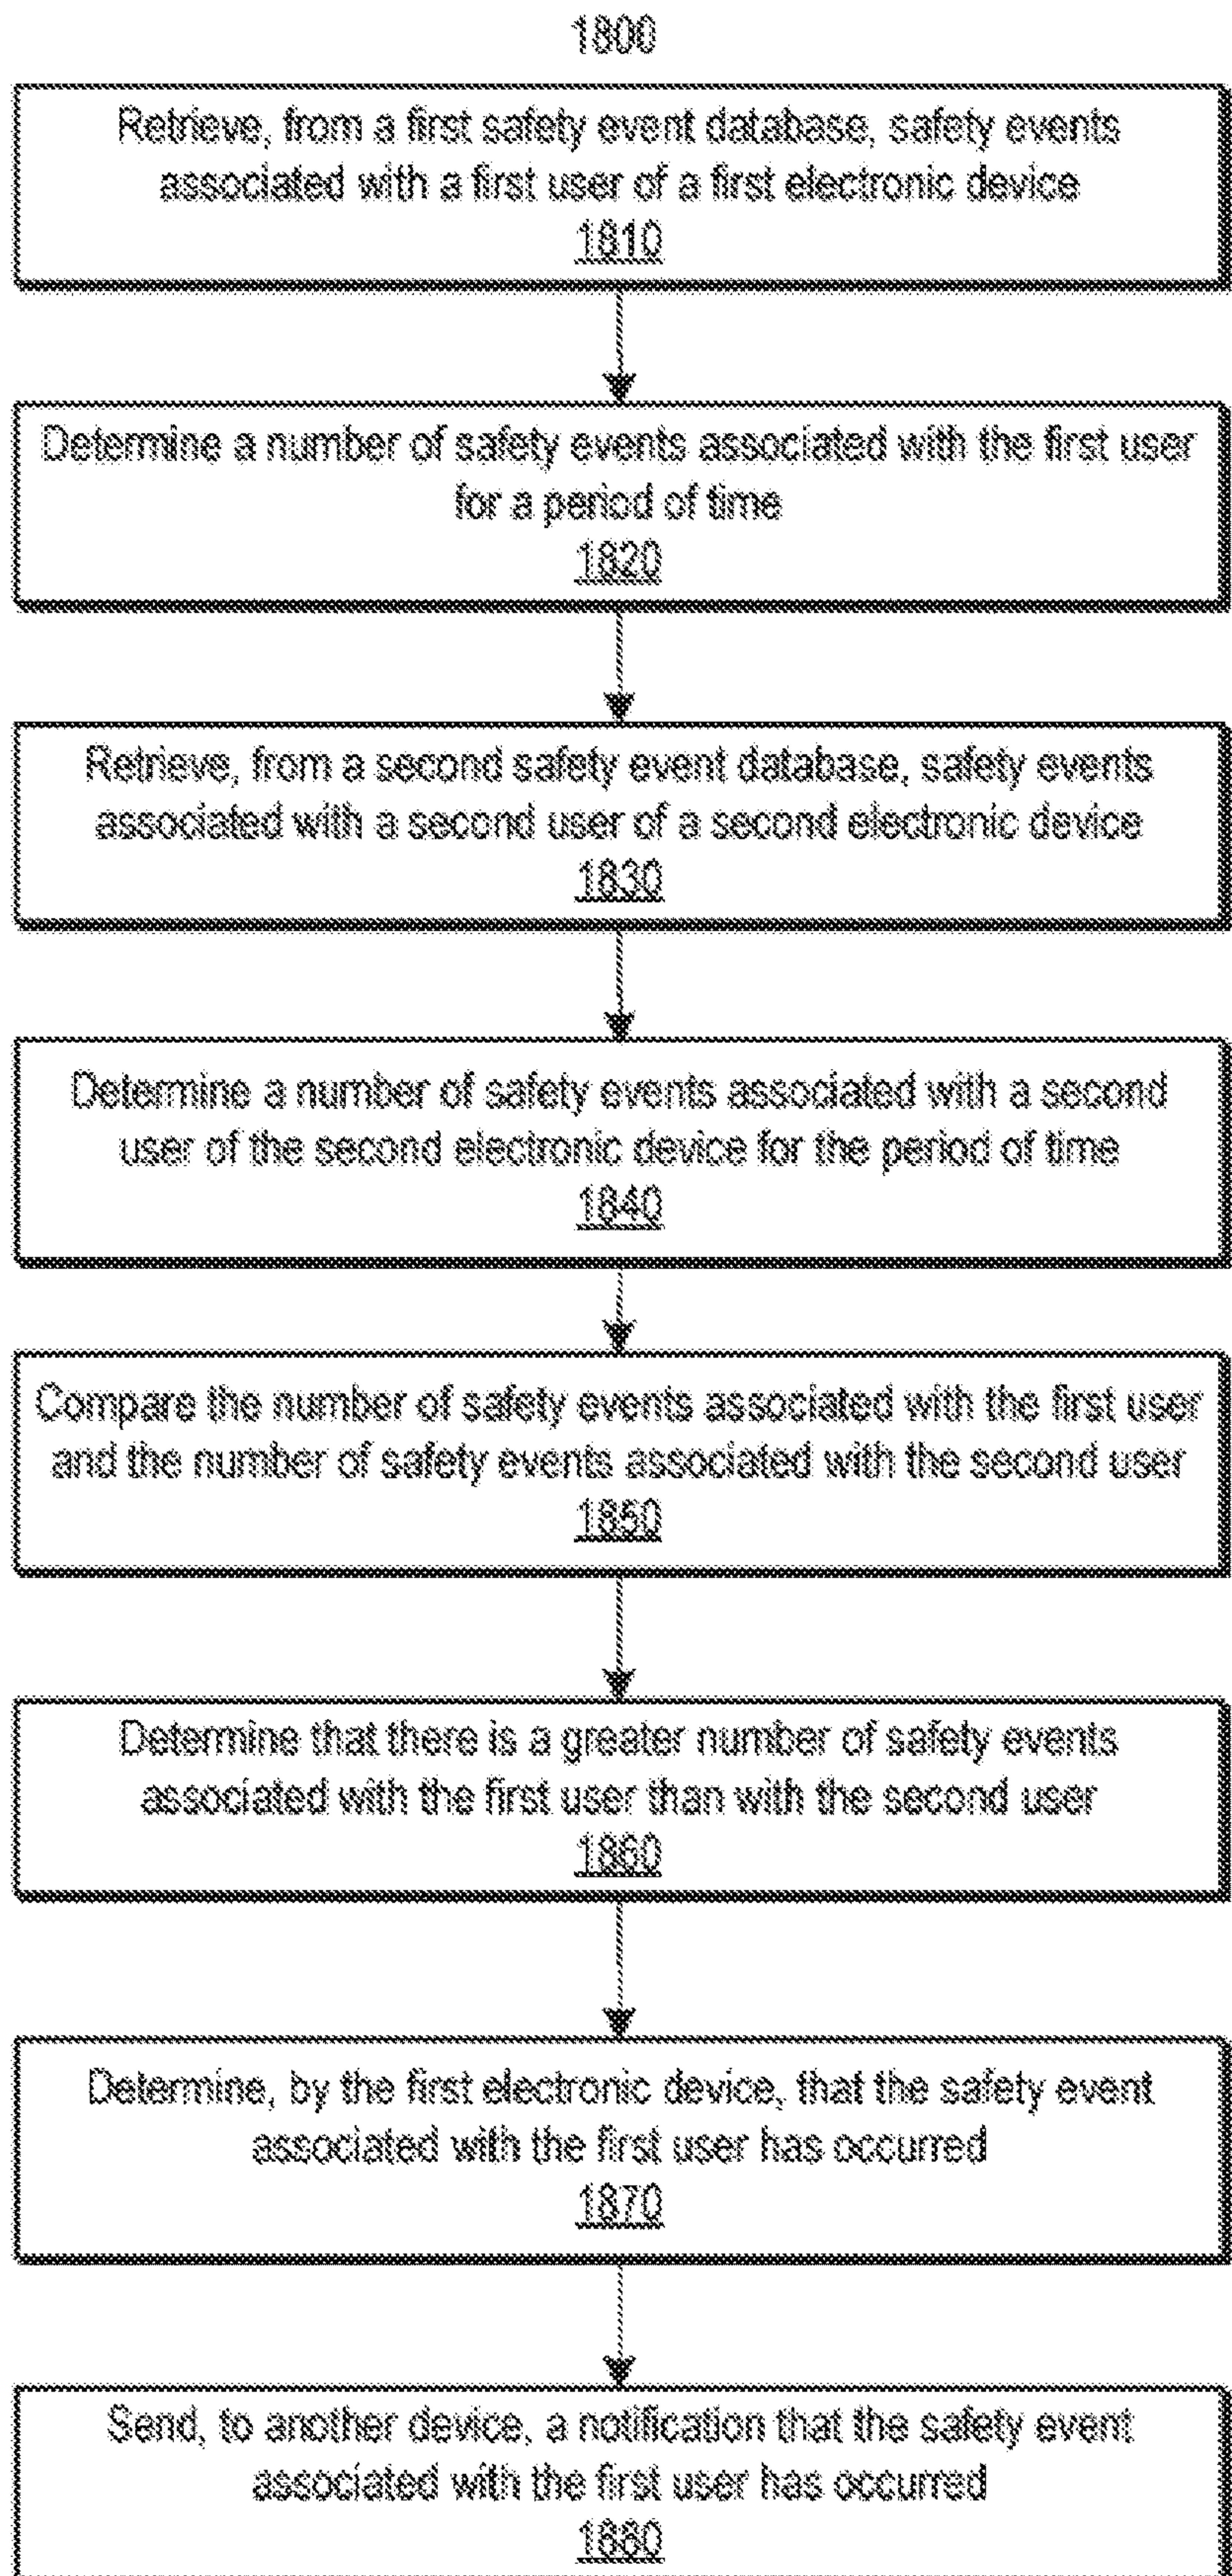 1800
Retrieve, from a first safety event database, safety events
associated with a first user of a first electronic device
1810
Determine a number of safety events associated with the first user
for a period of time
1820
Retrieve, from a second safety event database, safety events
associated with a second user of a second electronic device
1830
Determine a number of safety events associated with a second
user of the second electronic device for the period of time
1840
Compare the number of safety events associated with the first user
and the number of safety events associated with the second user
1850
Determine that there is a greater number of safety events
associated with the first user than with the second user
1860
Determine, by the first electronic device, that the safety event
associated with the first user has occurred
1870
Send, to another device, a notification that the safety event
associated with the first user has occurred
1880